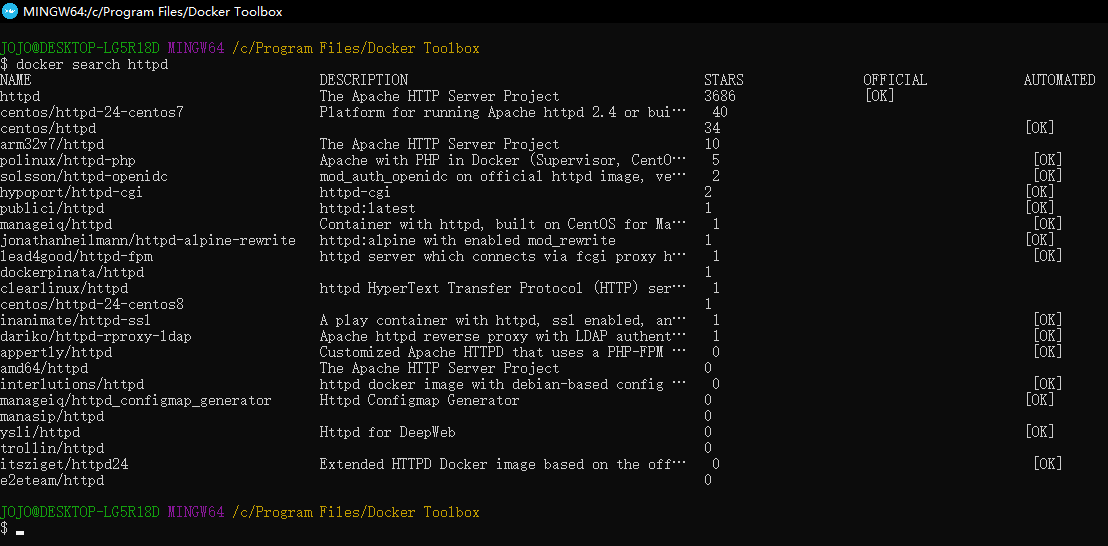 MINGW64:/c/Program Files/Docker Toolbox
JOJO@DESKTOP-LG5R18D MINGW64 /c/Program Files/Docker Toolbox
$ docker search httpd
NAME DESCRIPTION STARS OFFICIAL AUTOMATED
httpd The Apache HTTP Server Project 3686 [OK]
centos/httpd-24-centos7 Platform for running Apache httpd 2.4 or bui… 40
centos/httpd 34 [OK]
arm32v7/httpd The Apache HTTP Server Project 10
polinux/httpd-php Apache with PHP in Docker (Supervisor, CentO… 5 [OK]
solsson/httpd-openidc mod_auth_openidc on official httpd image, ve… 2 [OK]
hypoport/httpd-cgi httpd-cgi 2 [OK]
publici/httpd httpd:latest 1 [OK]
manageiq/httpd Container with httpd, built on CentOS for Ma… 1 [OK]
jonathanheilmann/httpd-alpine-rewrite httpd:alpine with enabled mod_rewrite 1 [OK]
lead4good/httpd-fpm httpd server which connects via fcgi proxy h… 1 [OK]
dockerpinata/httpd 1
clearlinux/httpd httpd HyperText Transfer Protocol (HTTP) ser… 1
centos/httpd-24-centos8 1
inanimate/httpd-ssl A play container with httpd, ssl enabled, an… 1 [OK]
dariko/httpd-rproxy-ldap Apache httpd reverse proxy with LDAP authent… 1 [OK]
appertly/httpd Customized Apache HTTPD that uses a PHP-FPM … 0 [OK]
amd64/httpd The Apache HTTP Server Project 0
interlutions/httpd httpd docker image with debian-based config … 0 [OK]
manageiq/httpd_configmap_generator Httpd Configmap Generator 0 [OK]
manasip/httpd 0
ysli/httpd Httpd for DeepWeb 0 [OK]
trollin/httpd 0
itsziget/httpd24 Extended HTTPD Docker image based on the off… 0 [OK]
e2eteam/httpd 0
JOJO@DESKTOP-LG5R18D MINGW64 /c/Program Files/Docker Toolbox
$